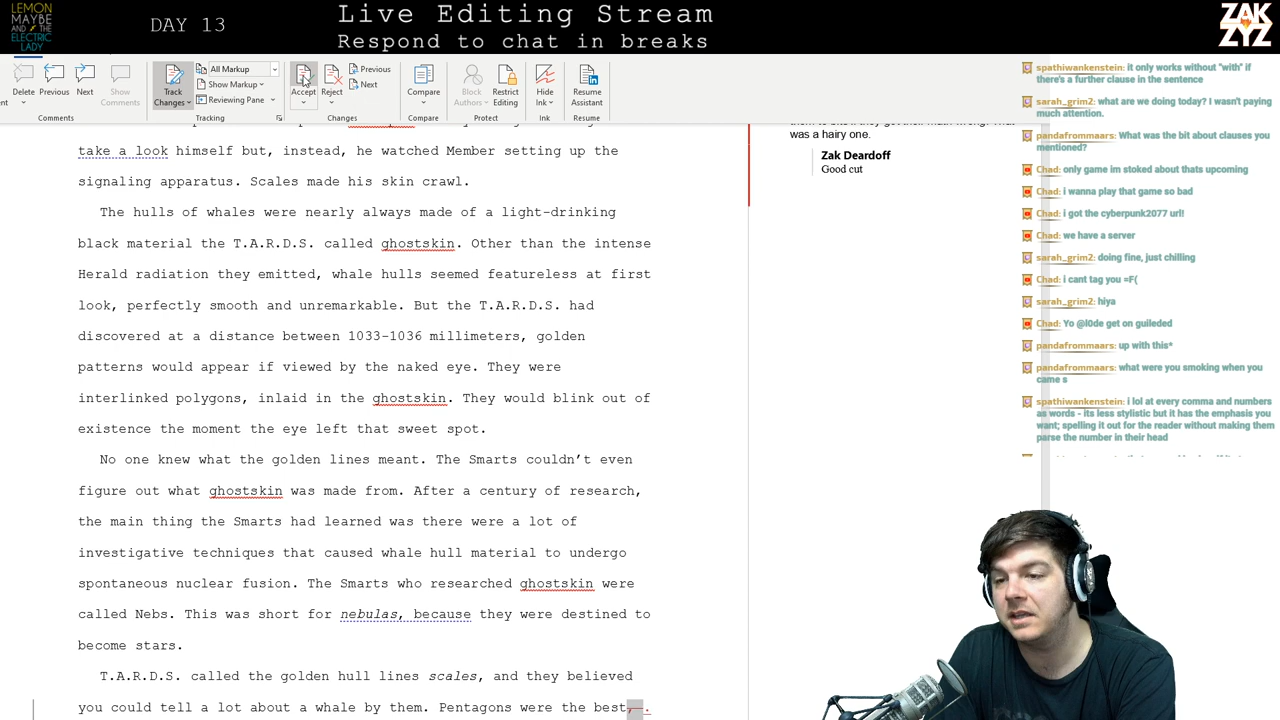 LEMON
MAYBE
AND THE
ELECTRIC
LADY
DAY 13
Live Editing Stream
Respond to chat in breaks
ZAK
ZYZ
Delete
Previous
Next
Show
Comments
Comments
Track
Changes
All Markup
Show Markup
Reviewing Pane
Tracking
Accept
Reject
Previous
Next
Changes
Compare
Compare
Block
Authors
Restrict
Editing
Protect
Hide
Ink
Ink
Resume
Assistant
Resume
take a look himself but, instead, watched Member setting up the
signaling apparatus. Scales made his skin crawl.
The hulls of whales were nearly always made of a light-drinking
black material the T.A.R.D.S. called ghostskin. Other than the intense
Herald radiation they emitted, whale hulls seemed featureless at first
look, perfectly smooth and unremarkable. But the T.A.R.D.S. had
discovered at a distance between 1033-1036 millimeters, golden
patterns would appear if viewed by the naked eye. They were
interlinked polygons, inlaid in the ghostskin. They would blink out of
existence the moment the eye left that sweet spot.
No one knew what the golden lines meant. The Smarts couldn't even
figure out what ghostskin was made from. After a century of research,
the main thing the Smarts had learned was there were a lot of
investigative techniques that caused whale hull material to undergo
spontaneous nuclear fusion. The Smarts who researched ghostskin were
called Nebs. This was short for nebulas, because they were destined to
become stars.
T.A.R.D.S. called the golden hull lines scales, and they believed
you could tell a lot about a whale by them. Pentagons were the best, .
was a hairy one.
Zak Deardoff
Good cut
spathiwankenstein: it only works without "with" if
there's a further clause in the sentence
sarah_grim2: what are we doing today? I wasn't paying
much attention.
pandafrommaars: What was the bit about clauses you
mentioned?
Chad: only game im stoked about thats upcoming
Chad: i wanna play that game so bad
Chad: i got the cyberpunk2077 url!
Chad: we have a server
sarah_grim2: doing fine, just chilling
Chad: i cant tag you =F(
sarah_grim2: hiya
Chad: Yo @l0de get on guileded
pandafrommaars: up with this*
pandafrommaars: what were you smoking when you
came s
spathiwankenstein: i lol at every comma and numbers
as words - its less stylistic but it has the emphasis you
want; spelling it out for the reader without making them
parse the number in their head